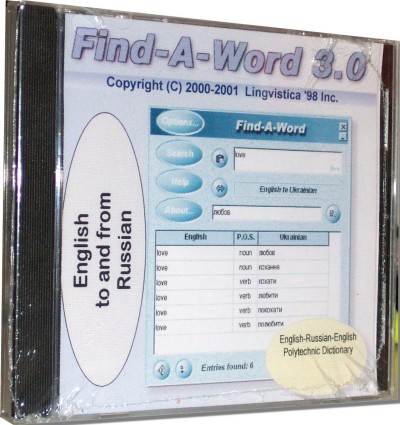 Find-A-Word 3.0
Copyright (C) 2000-2001 Lingvistica '98 Inc.
English
to and from
Russian
Options...
Search
Help
About...
Find-A-Word
love
English to Ukrainian
любов
English P.O.S. Ukrainian
love noun любов
love noun кохання
love verb кохати
love verb любити
love verb покохати
love verb полюбити
Entries found: 6
English-Russian-English
Polytechnic Dictionary